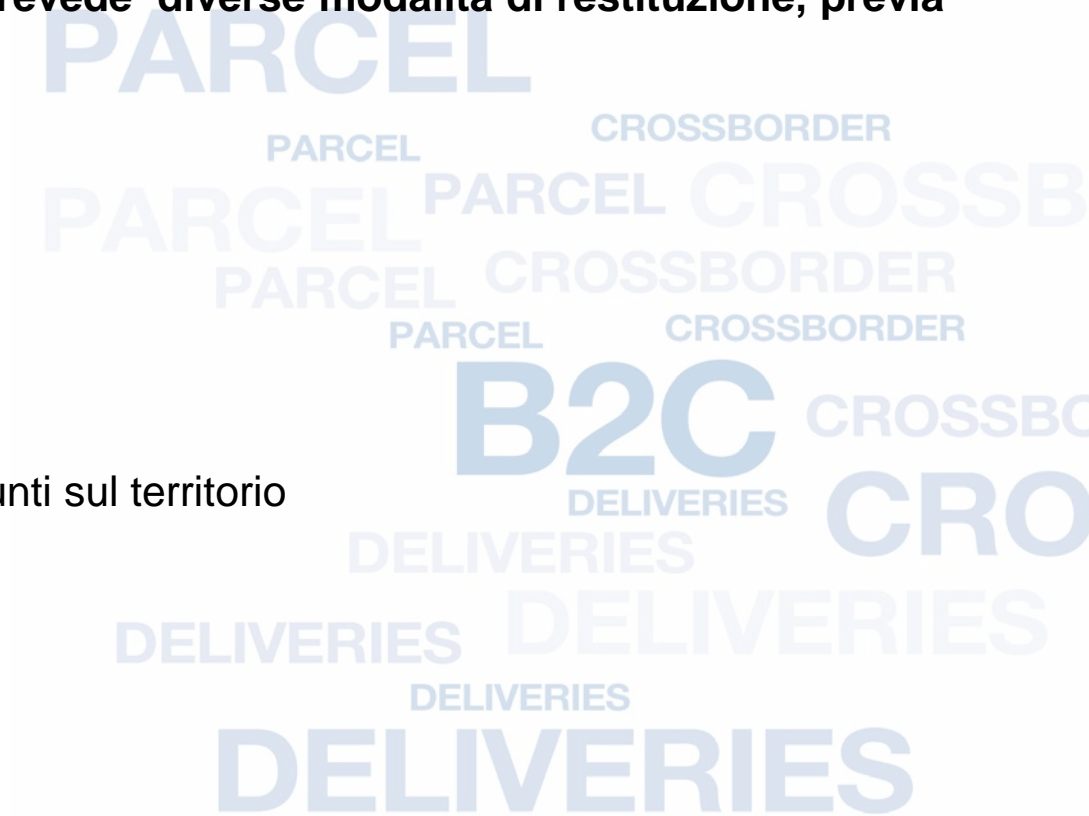 revede diverse modalità di restituzione, previa
PARCEL
CROSSBORDER
PARCEL
PARCEL CROSSB
PARCEL
CROSSBORDER
PARCEL
CROSSBORDER
PARCEL
B2C
CROSSBO
unti sul territorio
DELIVERIES
CRO
DELIVERIES
DELIVERIES
DELIVERIES
DELIVERIES
DELIVERIES